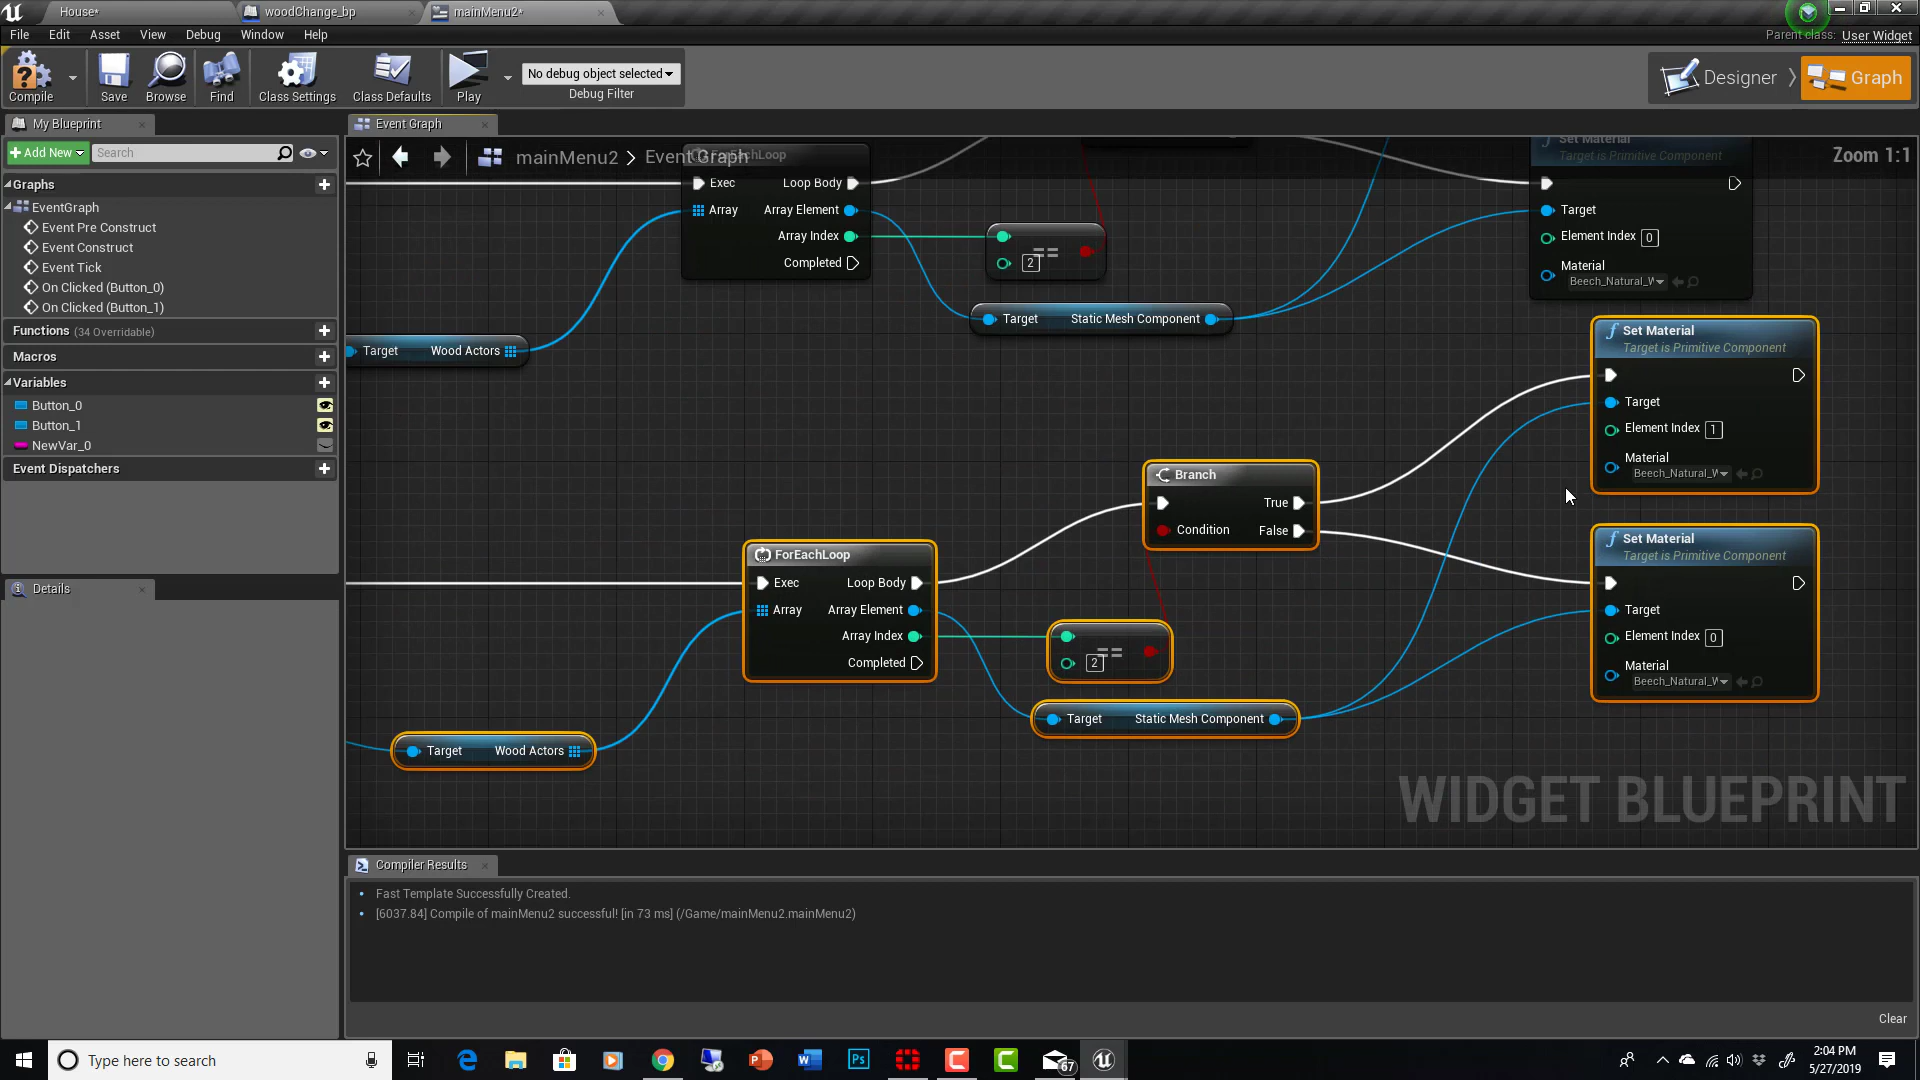 House*
woodChange_bp
mainMenu2*
File Edit Asset View Debug Window Help
Parent class: User Widget
Compile
Save
Browse
Find
Class Settings
Class Defaults
Play
No debug object selected
Debug Filter
Designer
Graph
My Blueprint
Event Graph
Add New
Search
mainMenu2 > Event Graph
Zoom 1:1
Graphs
EventGraph
Event Pre Construct
Event Construct
Event Tick
On Clicked (Button_0)
On Clicked (Button_1)
Functions (34 Overridable)
Macros
Variables
Button_0
Button_1
NewVar_0
Event Dispatchers
Details
ForEachLoop
Exec Loop Body
Array Array Element
Array Index
Completed
==
2
Target Static Mesh Component
Target Wood Actors
Set Material
Target is Primitive Component
Target
Element Index 0
Material
Beech_Natural_W
Set Material
Target is Primitive Component
Target
Element Index 1
Material
Beech_Natural_W
Branch
True
Condition False
ForEachLoop
Exec Loop Body
Array Array Element
Array Index
Completed
==
2
Target Static Mesh Component
Target Wood Actors
Set Material
Target is Primitive Component
Target
Element Index 0
Material
Beech_Natural_W
WIDGET BLUEPRINT
Compiler Results
Fast Template Successfully Created.
[6037.84] Compile of mainMenu2 successful! [in 73 ms] (/Game/mainMenu2.mainMenu2)
Clear
Type here to search
67
2:04 PM
5/27/2019